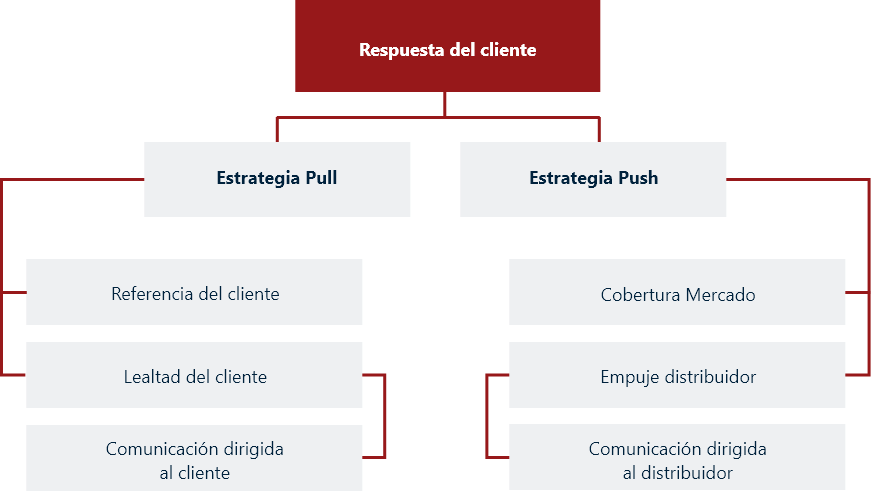 Respuesta del cliente
Estrategia Pull
Estrategia Push
Referencia del cliente
Cobertura Mercado
Lealtad del cliente
Empuje distribuidor
Comunicación dirigida
al cliente
Comunicación dirigida
al distribuidor